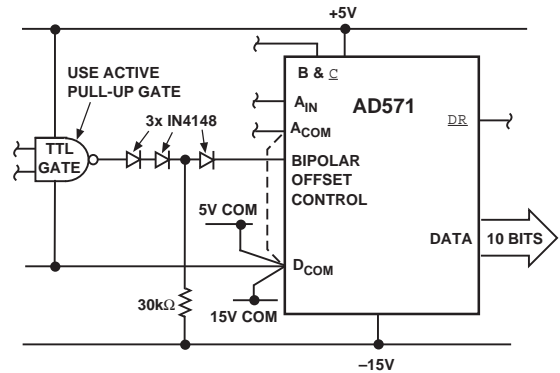 +5V
USE ACTIVE
PULL-UP GATE
B & C
3x IN4148
AIN
AD571
ACOM
DR
TTL
GATE
BIPOLAR
OFFSET
CONTROL
5V COM
DATA
10 BITS
DCOM
30kΩ
15V COM
–15V